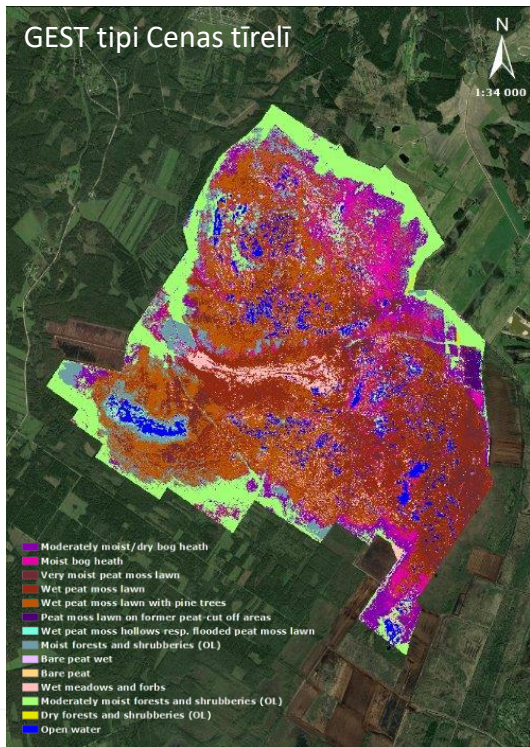 GEST tipi Cenas tīrelī
N
1:34 000
Moderately moist/dry bog heath
Moist bog heath
Very moist peat moss lawn
Wet peat moss lawn
Wet peat moss lawn with pine trees
Peat moss lawn on former peat-cut off areas
Wet peat moss hollows resp. flooded peat moss lawn
Moist forests and shrubberies (OL)
Bare peat wet
Bare peat
Wet meadows and forbs
Moderately moist forests and shrubberies (OL)
Dry forests and shrubberies (OL)
Open water